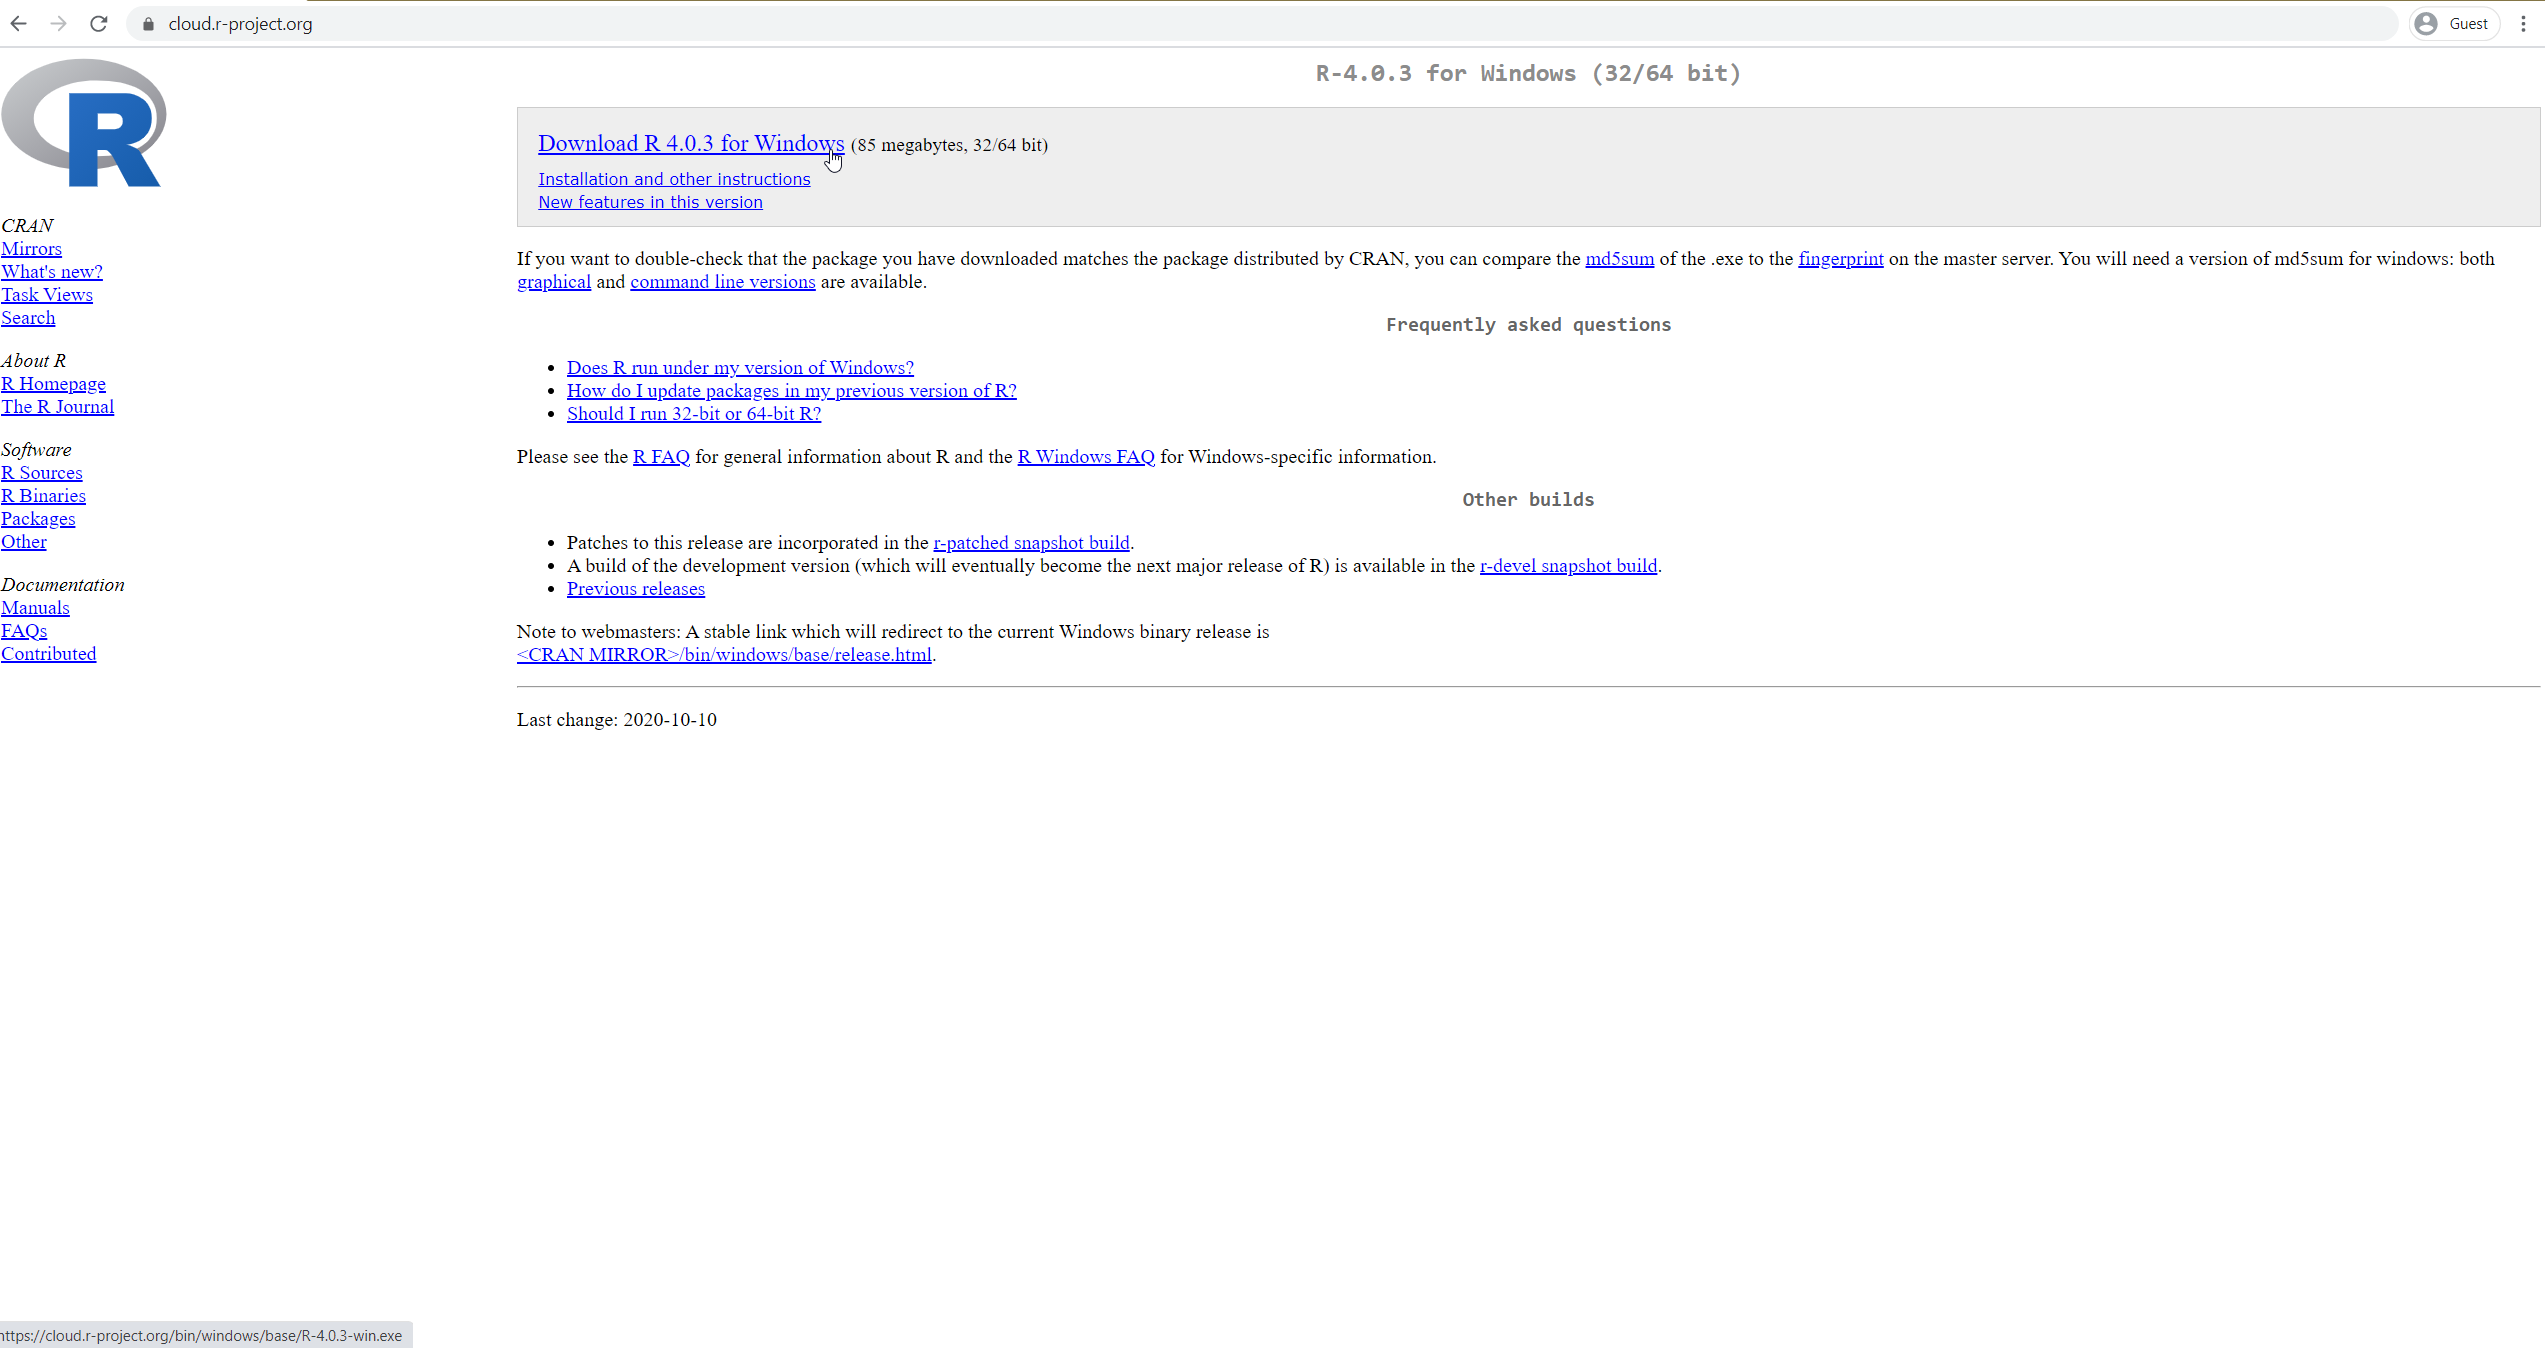 cloud.r-project.org
Guest
R
R-4.0.3 for Windows (32/64 bit)
Download R 4.0.3 for Windows (85 megabytes, 32/64 bit)
Installation and other instructions
New features in this version
CRAN
Mirrors
What's new?
Task Views
Search
About R
R Homepage
The R Journal
Software
R Sources
R Binaries
Packages
Other
Documentation
Manuals
FAQs
Contributed
If you want to double-check that the package you have downloaded matches the package distributed by CRAN, you can compare the md5sum of the .exe to the fingerprint on the master server. You will need a version of md5sum for windows: both
graphical and command line versions are available.
Frequently asked questions
Does R run under my version of Windows?
How do I update packages in my previous version of R?
Should I run 32-bit or 64-bit R?
Please see the R FAQ for general information about R and the R Windows FAQ for Windows-specific information.
Other builds
Patches to this release are incorporated in the r-patched snapshot build.
A build of the development version (which will eventually become the next major release of R) is available in the r-devel snapshot build.
Previous releases
Note to webmasters: A stable link which will redirect to the current Windows binary release is
<CRAN MIRROR>/bin/windows/base/release.html.
Last change: 2020-10-10
https://cloud.r-project.org/bin/windows/base/R-4.0.3-win.exe